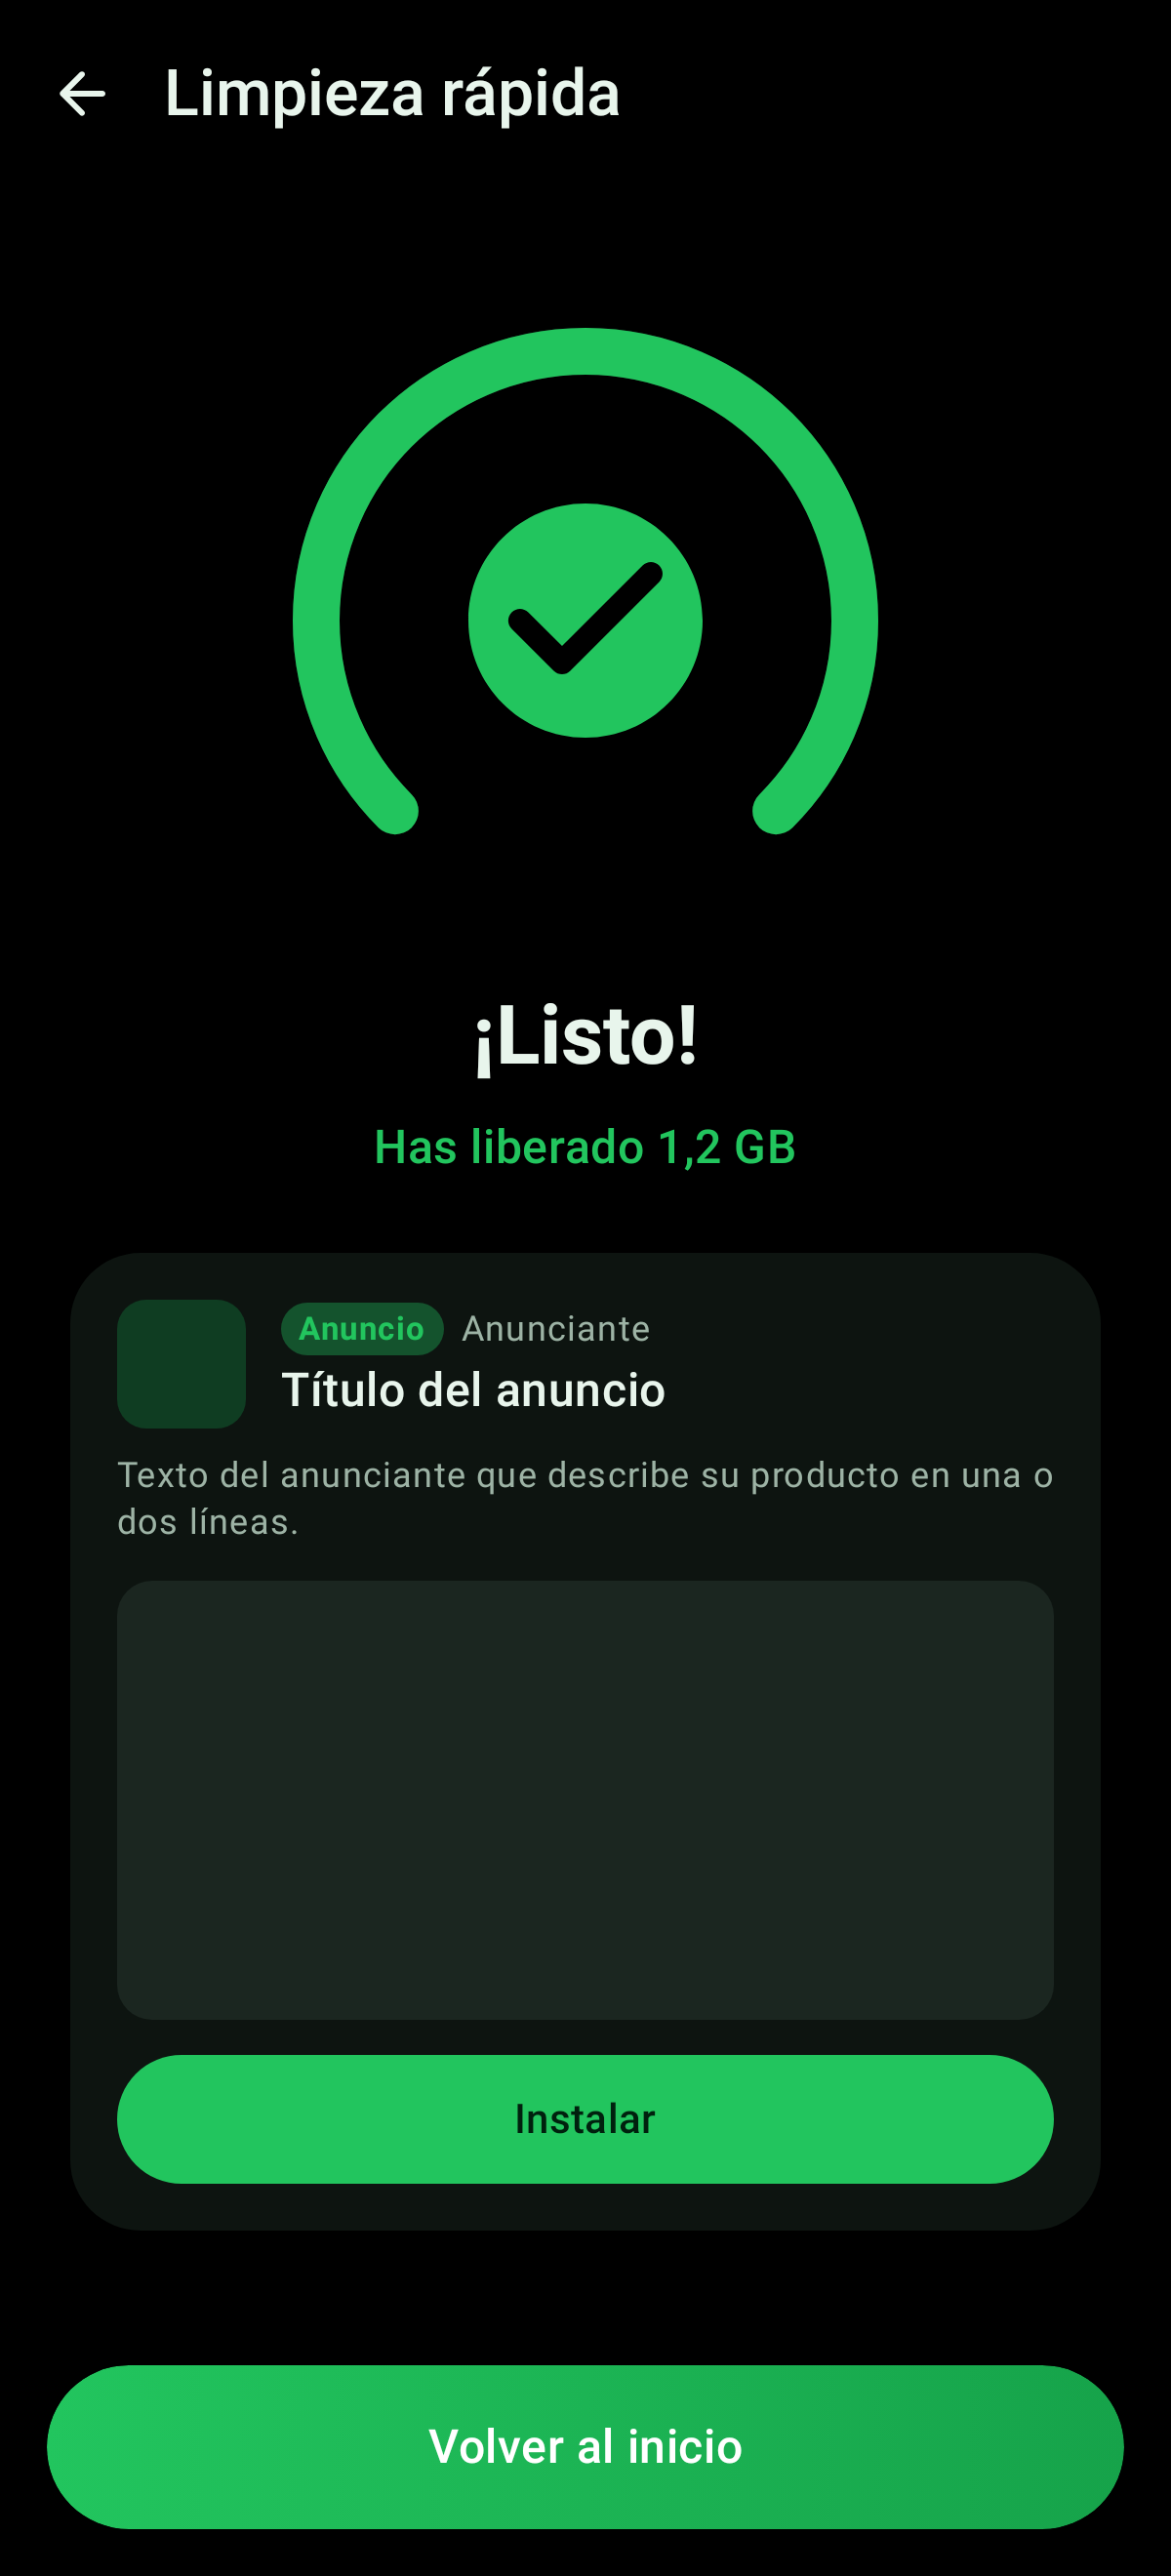 Limpieza rápida
¡Listo!
Has liberado 1,2 GB
Anuncio Anunciante
Título del anuncio
Texto del anunciante que describe su producto en una o
dos líneas.
Instalar
Volver al inicio